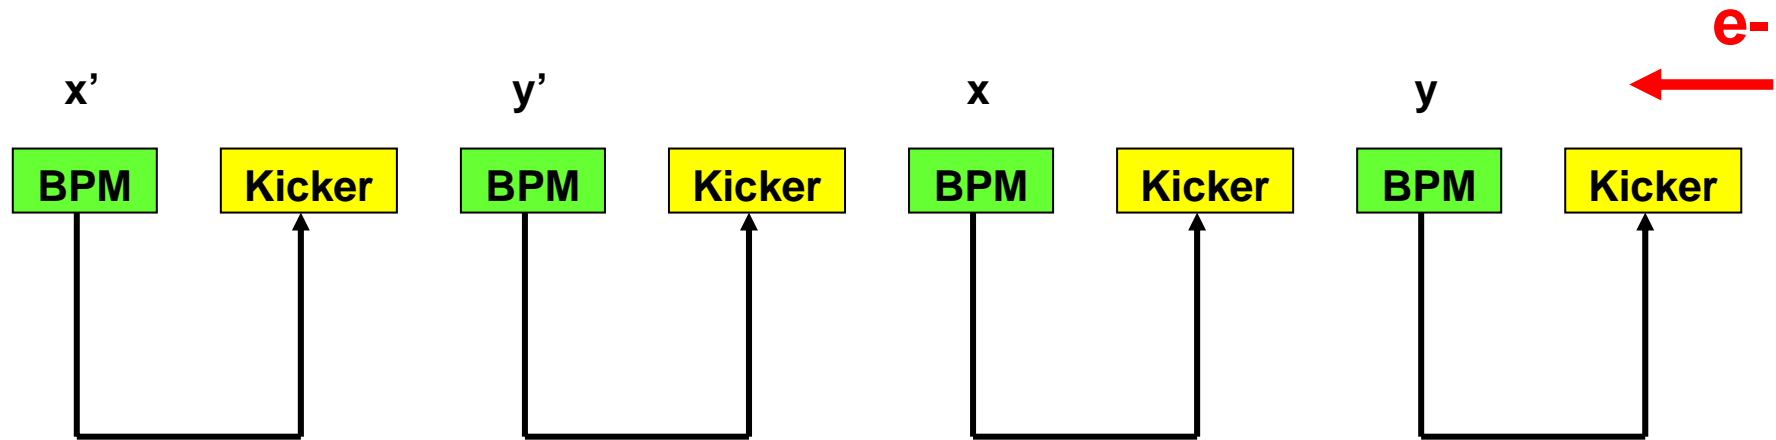 e-
x’
y’
x
y
BPM
Kicker
BPM
Kicker
BPM
Kicker
BPM
Kicker